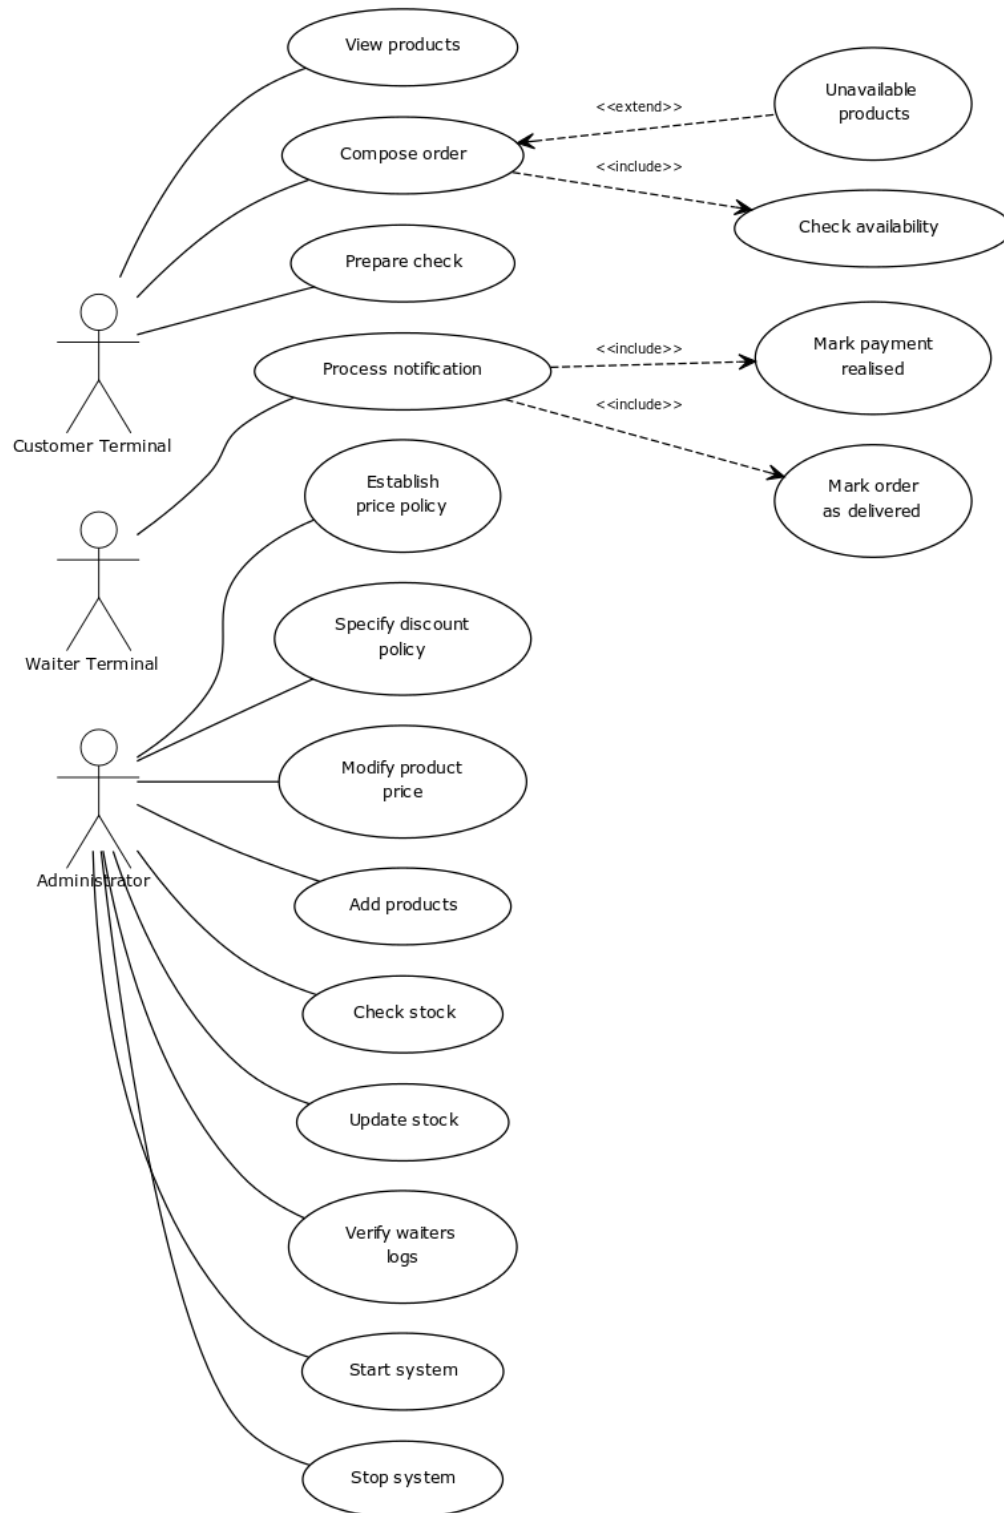 View products
Unavailable
products
<<extend>>
Compose order
<<include>>
Check availability
Prepare check
Mark payment
realised
<<include>>
Process notification
<<include>>
Customer Terminal
Establish
price policy
Mark order
as delivered
Specify discount
policy
Waiter Terminal
Modify product
price
Administrator
Add products
Check stock
Update stock
Verify waiters
logs
Start system
Stop system